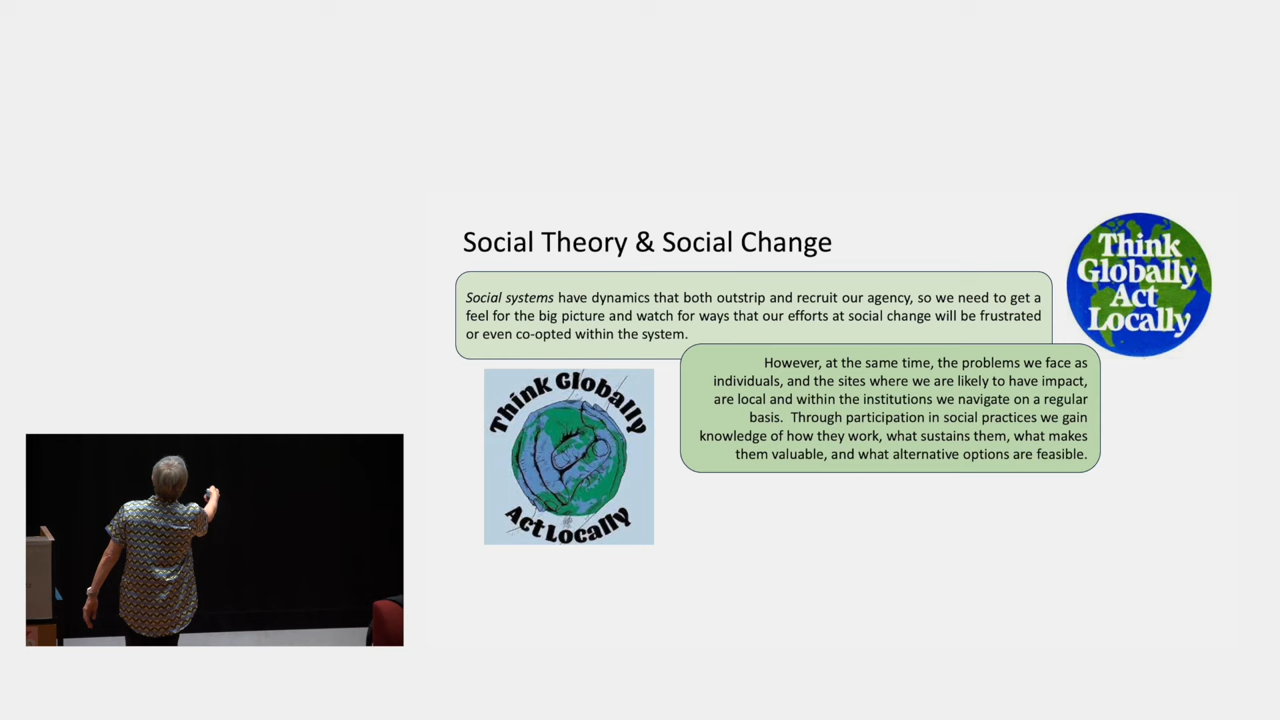 Social Theory & Social Change
Think
Globally
Act
Locally
Social systems have dynamics that both outstrip and recruit our agency, so we need to get a
feel for the big picture and watch for ways that our efforts at social change will be frustrated
or even co-opted within the system.
However, at the same time, the problems we face as
individuals, and the sites where we are likely to have impact,
are local and within the institutions we navigate on a regular
basis. Through participation in social practices we gain
knowledge of how they work, what sustains them, what makes
them valuable, and what alternative options are feasible.
Think Globally
Act Locally